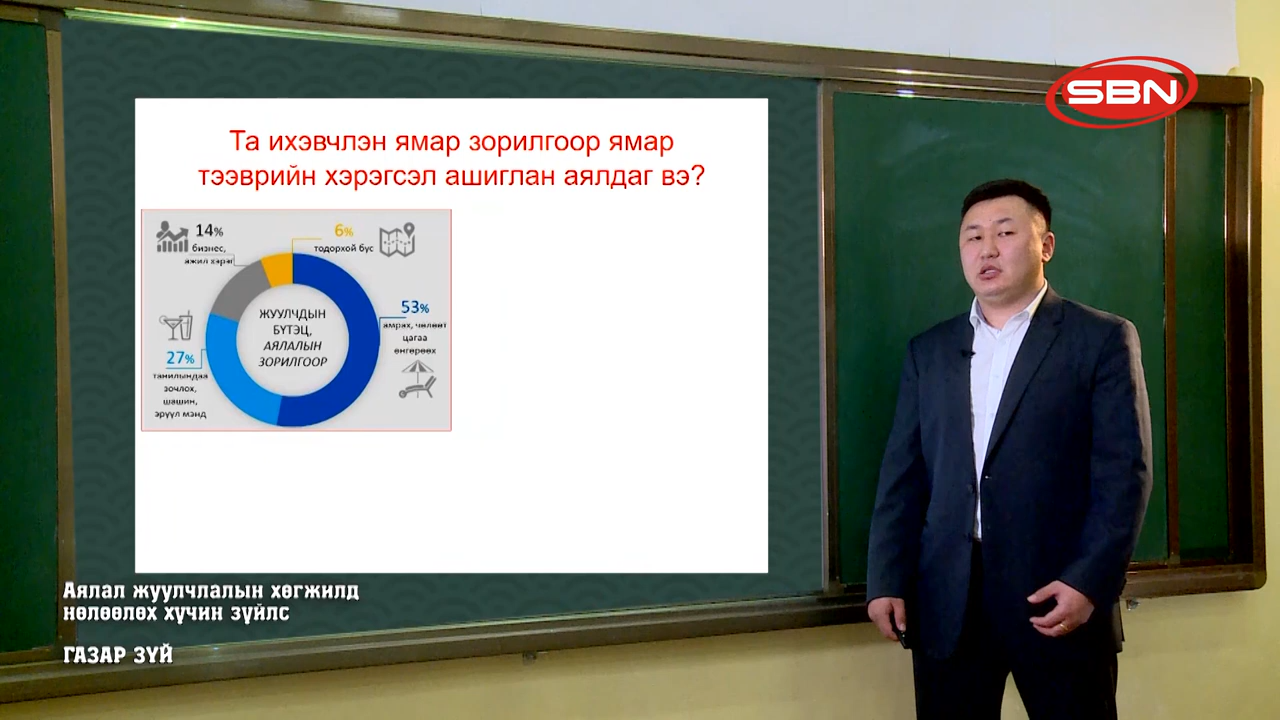 SBN
Та ихэвчлэн ямар зорилгоор ямар
тээврийн хэрэгсэл ашиглан аялдаг вэ?
14%
бизнес,
ажил хэрэг
6%
тодорхой бус
53%
амрах, чөлөөт
цагаа
өнгөрөөх
ЖУУЛЧДЫН
БҮТЭЦ,
АЯЛАЛЫН
ЗОРИЛГООР
27%
танилындаа
зочлох,
шашин,
эрүүл мэнд
Аялал жуулчлалын хөгжилд
нөлөөлөх хүчин зүйлс
ГАЗАР ЗҮЙ